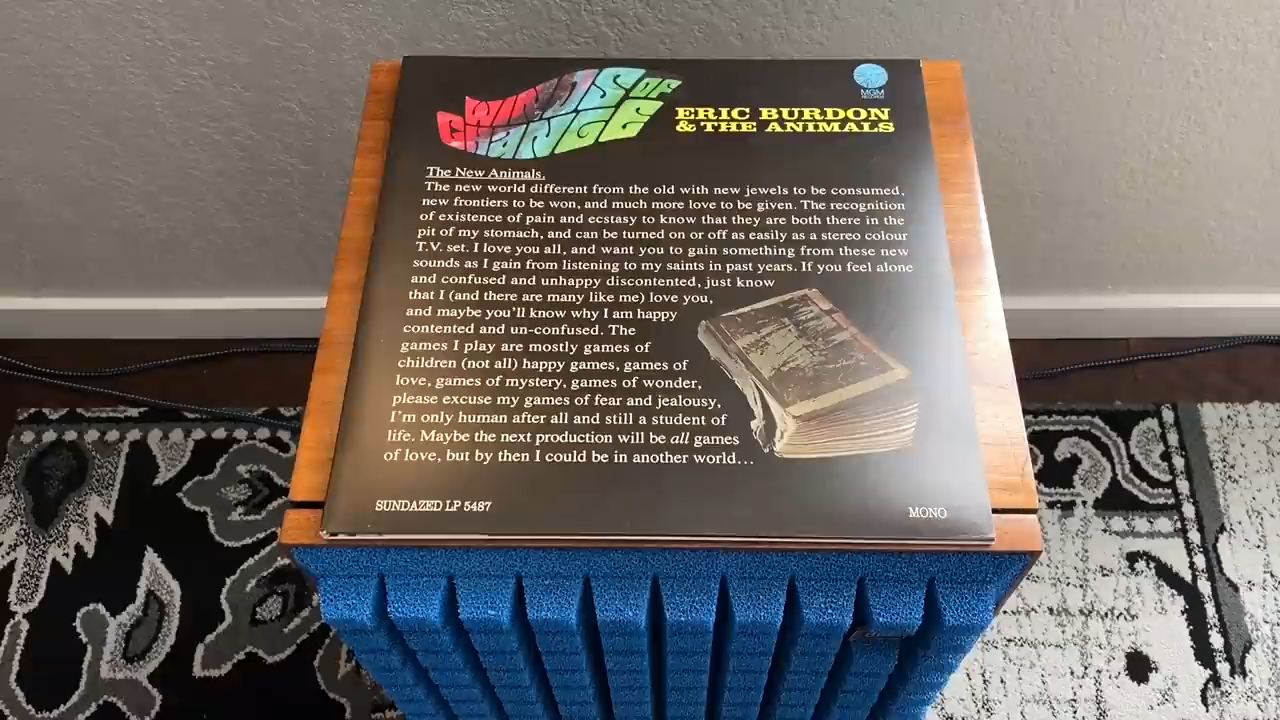 WINDS OF
CHANGE
MGM
RECORDS
ERIC BURDON
& THE ANIMALS
The New Animals.
The new world different from the old with new jewels to be consumed,
new frontiers to be won, and much more love to be given. The recognition
of existence of pain and ecstasy to know that they are both there in the
pit of my stomach, and can be turned on or off as easily as a stereo colour
T.V. set. I love you all, and want you to gain something from these new
sounds as I gain from listening to my saints in past years. If you feel alone
and confused and unhappy discontented, just know
that I (and there are many like me) love you,
and maybe you'll know why I am happy
contented and un-confused. The
games I play are mostly games of
children (not all) happy games, games of
love, games of mystery, games of wonder,
please excuse my games of fear and jealousy,
I'm only human after all and still a student of
life. Maybe the next production will be all games
of love, but by then I could be in another world...
SUNDAZED LP 5487
MONO